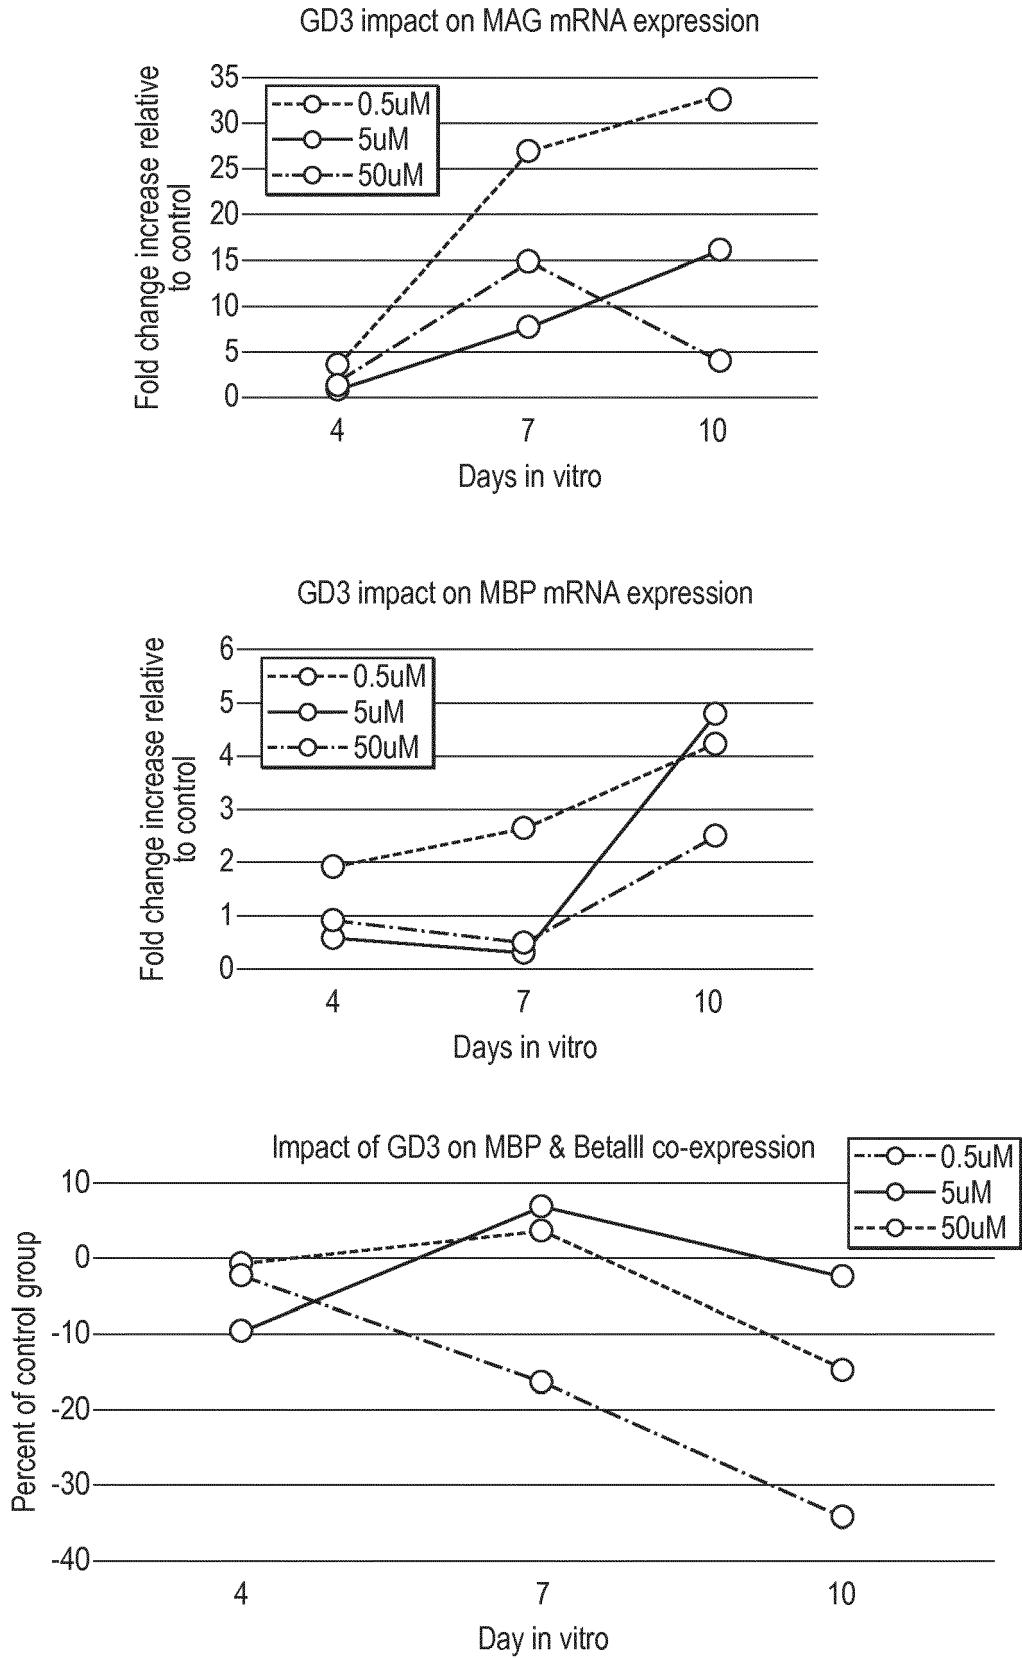 GD3 impact on MAG mRNA expression
Fold change increase relative
to control
35
30
25
20
15
10
5
0
0.5uM
5uM
50uM
4 7 10
Days in vitro
GD3 impact on MBP mRNA expression
Fold change increase relative
to control
6
5
4
3
2
1
0
0.5uM
5uM
50uM
4 7 10
Days in vitro
Impact of GD3 on MBP & BetaIII co-expression
Percent of control group
10
0
-10
-20
-30
-40
0.5uM
5uM
50uM
4 7 10
Day in vitro